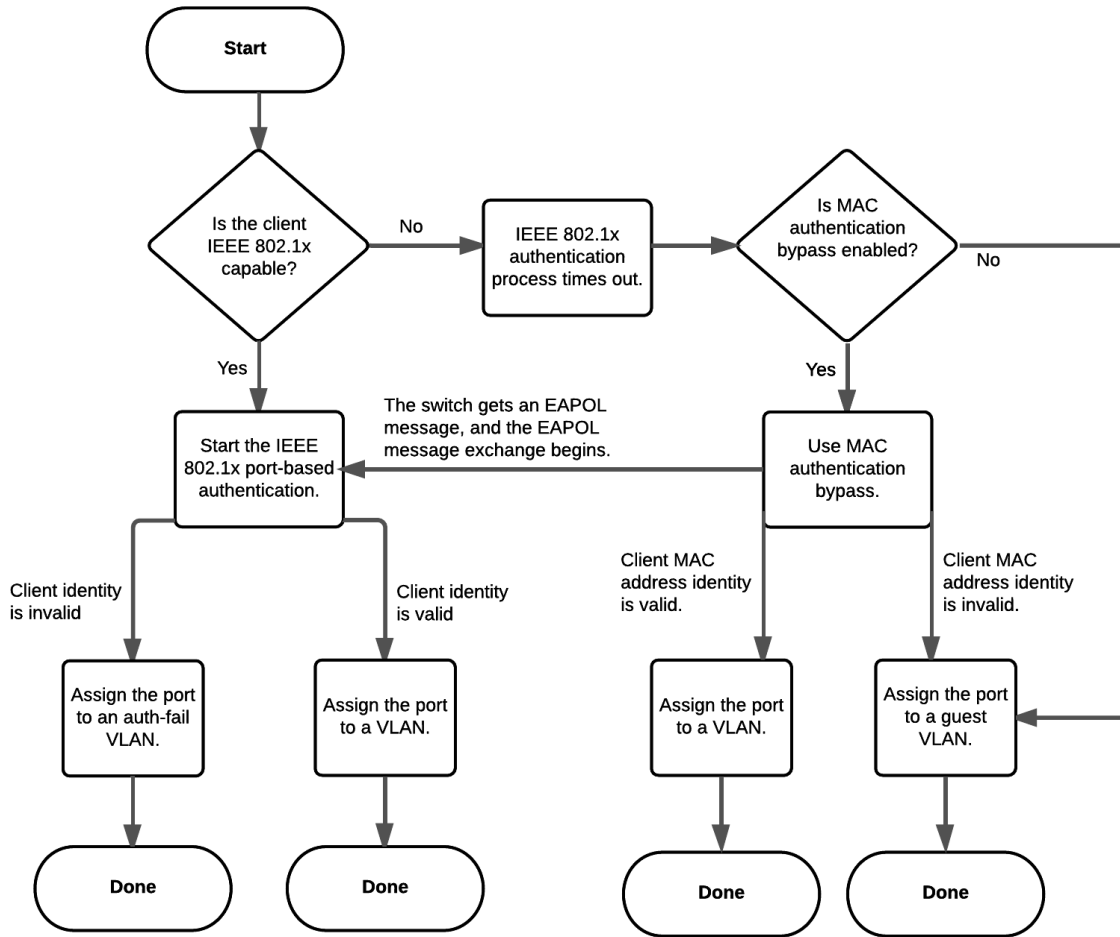 Start
Is the client
IEEE 802.1x
capable?
No
IEEE 802.1x
authentication
process times out.
Is MAC
authentication
bypass enabled?
No
Yes
Yes
The switch gets an EAPOL
message, and the EAPOL
message exchange begins.
Start the IEEE
802.1x port-based
authentication.
Use MAC
authentication
bypass.
Client identity
is invalid
Client identity
is valid
Client MAC
address identity
is valid.
Client MAC
address identity
is invalid.
Assign the port
to an auth-fail
VLAN.
Assign the port
to a VLAN.
Assign the port
to a VLAN.
Assign the port
to a guest
VLAN.
Done
Done
Done
Done